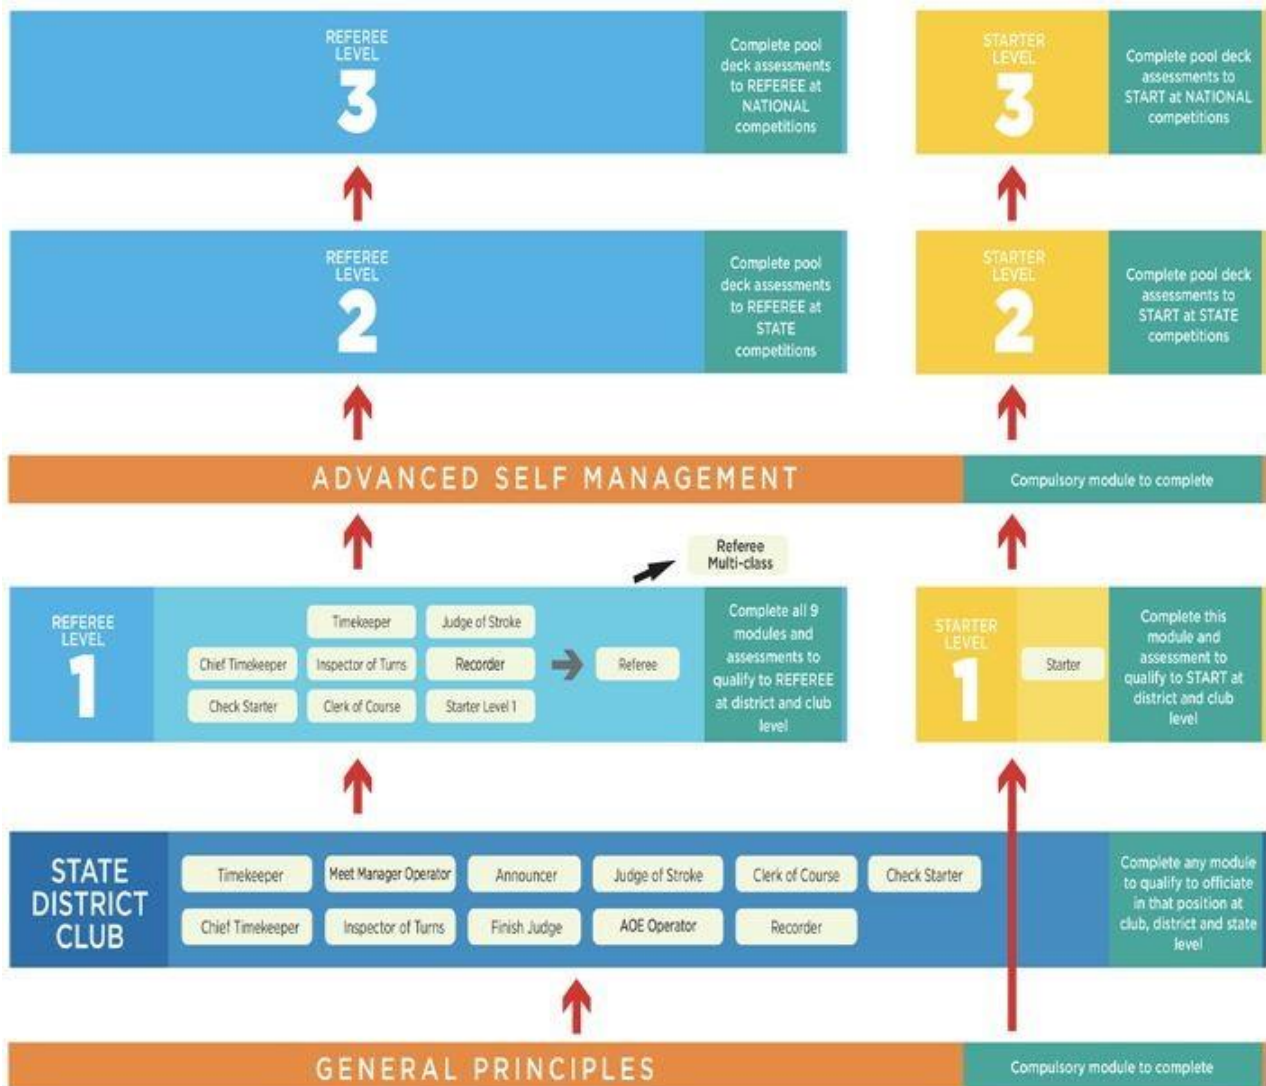 REFEREE
LEVEL
3
Complete pool
deck assessments
to REFEREE at
NATIONAL
competitions
STARTER
LEVEL
3
Complete pool deck
assessments to
START at NATIONAL
competitions
REFEREE
LEVEL
2
Complete pool
deck assessments
to REFEREE at
STATE
competitions
STARTER
LEVEL
2
Complete pool deck
assessments to
START at STATE
competitions
ADVANCED SELF MANAGEMENT
Compulsory module to complete
Referee
Multi-class
REFEREE
LEVEL
1
Timekeeper
Judge of Stroke
Chief Timekeeper
Inspector of Turns
Recorder
Referee
Check Starter
Clerk of Course
Starter Level 1
Complete all 9
modules and
assessments to
qualify to REFEREE
at district and club
level
STARTER
LEVEL
1
Starter
Complete this
module and
assessment to
qualify to START at
district and club
level
STATE
DISTRICT
CLUB
Timekeeper
Meet Manager Operator
Announcer
Judge of Stroke
Clerk of Course
Check Starter
Chief Timekeeper
Inspector of Turns
Finish Judge
AOE Operator
Recorder
Complete any module
to qualify to officiate
in that position at
club, district and state
level
GENERAL PRINCIPLES
Compulsory module to complete